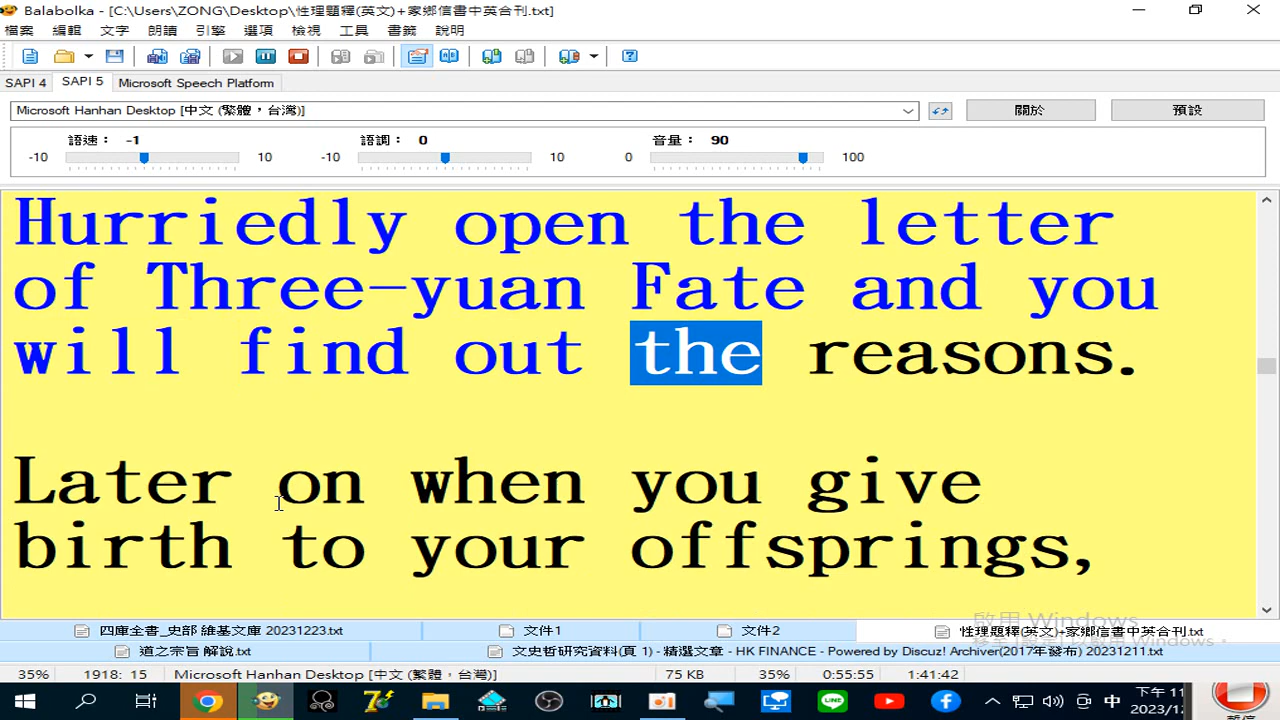 Balabolka - [C:\Users\ZONG\Desktop\性理題釋(英文)+家鄉信書中英合刊.txt]
檔案 編輯 文字 朗讀 引擎 選項 檢視 工具 書籤 說明
SAPI 4 SAPI 5 Microsoft Speech Platform
Microsoft Hanhan Desktop [中文 (繁體，台灣)] 關於 預設
語速： -1 語調： 0 音量： 90
-10 10 -10 10 0 100
Hurriedly open the letter
of Three-yuan Fate and you
will find out the reasons.
Later on when you give
birth to your offsprings,
啟用 Windows
四庫全書_史部 維基文庫 20231223.txt 文件1 文件2 性理題釋(英文)+家鄉信書中英合刊.txt
道之宗旨 解說.txt 文史哲研究資料(頁 1) - 精選文章 - HK FINANCE - Powered by Discuz! Archiver(2017年發布) 20231211.txt
35% 1918: 15 Microsoft Hanhan Desktop [中文 (繁體，台灣)] 75 KB 35% 0:55:55 1:41:42
中 下午 11
2023/12